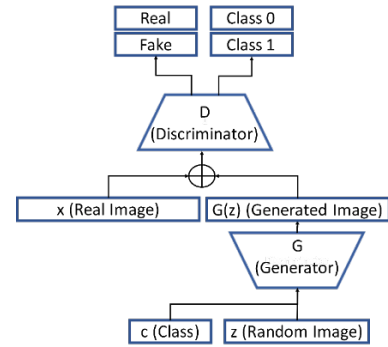 Real
Class 0
Fake
Class 1
D
(Discriminator)
x (Real Image)
G(z) (Generated Image)
G
(Generator)
c (Class)
z (Random Image)